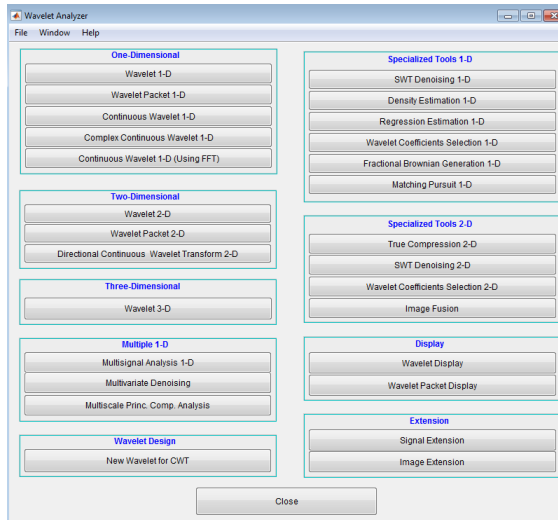 Wavelet Analyzer
File Window Help
One-Dimensional
Wavelet 1-D
Wavelet Packet 1-D
Continuous Wavelet 1-D
Complex Continuous Wavelet 1-D
Continuous Wavelet 1-D (Using FFT)
Two-Dimensional
Wavelet 2-D
Wavelet Packet 2-D
Directional Continuous Wavelet Transform 2-D
Three-Dimensional
Wavelet 3-D
Multiple 1-D
Multisignal Analysis 1-D
Multivariate Denoising
Multiscale Princ. Comp. Analysis
Wavelet Design
New Wavelet for CWT
Specialized Tools 1-D
SWT Denoising 1-D
Density Estimation 1-D
Regression Estimation 1-D
Wavelet Coefficients Selection 1-D
Fractional Brownian Generation 1-D
Matching Pursuit 1-D
Specialized Tools 2-D
True Compression 2-D
SWT Denoising 2-D
Wavelet Coefficients Selection 2-D
Image Fusion
Display
Wavelet Display
Wavelet Packet Display
Extension
Signal Extension
Image Extension
Close